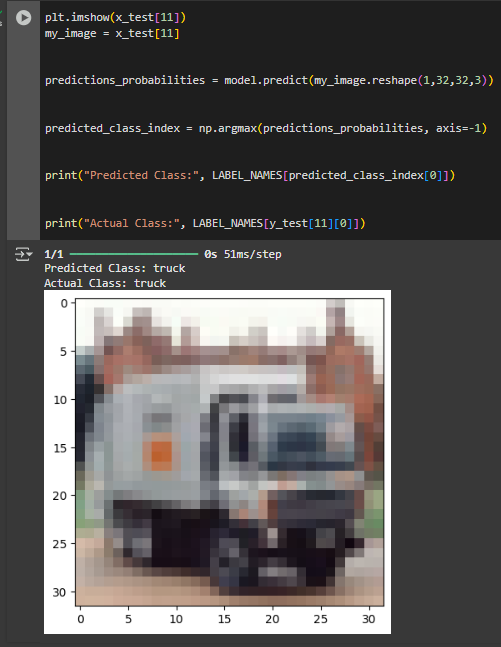 plt.imshow(x_test[11])
my_image = x_test[11]
predictions_probabilities = model.predict(my_image.reshape(1,32,32,3))
predicted_class_index = np.argmax(predictions_probabilities, axis=-1)
print("Predicted Class:", LABEL_NAMES[predicted_class_index[0]])
print("Actual Class:", LABEL_NAMES[y_test[11][0]])
1/1 0s 51ms/step
Predicted Class: truck
Actual Class: truck
0
5
10
15
20
25
30
0 5 10 15 20 25 30